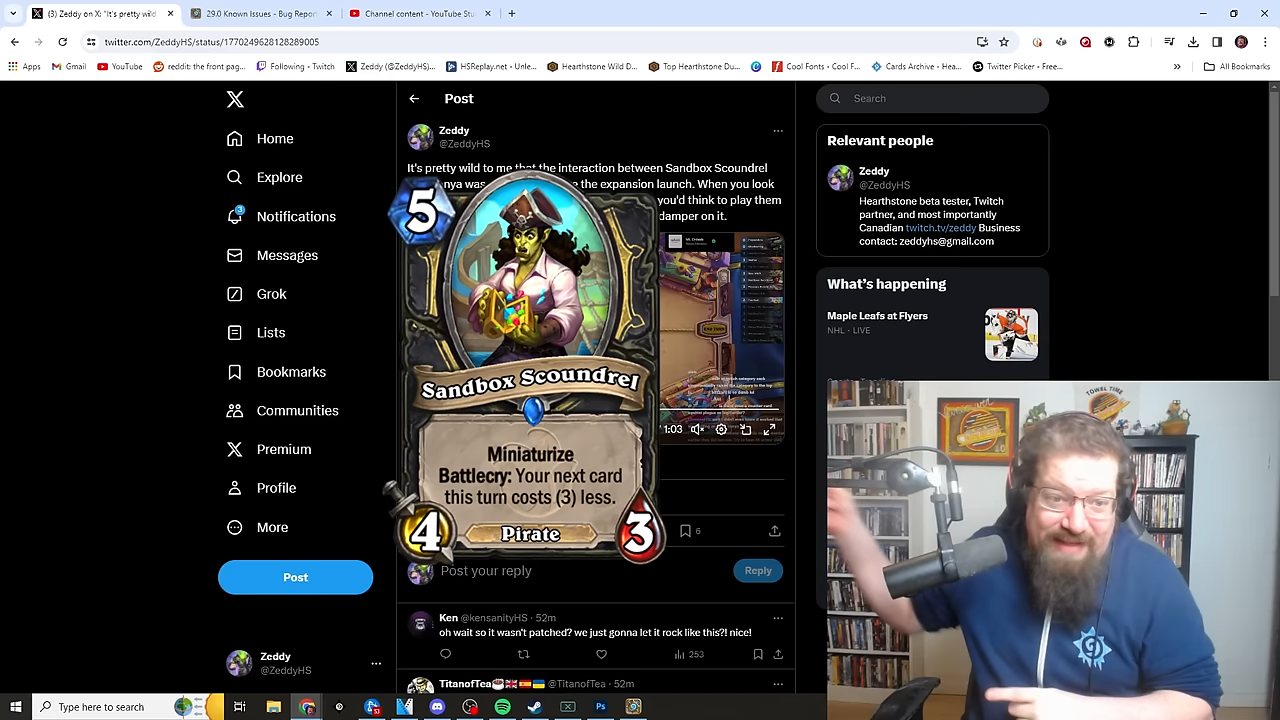 (3) Zeddy on X: "It's pretty wild
29.0 Known Issues - Bug Repor
Channel content - YouTube Stu
twitter.com/ZeddyHS/status/1770249628128289005
Apps
Gmail
YouTube
reddit: the front pag...
Following - Twitch
Zeddy (@ZeddyHS)...
HSReplay.net - Unle...
Hearthstone Wild D...
Top Hearthstone Du...
Cool Fonts - Cool F...
Cards Archive - Hea...
Twitter Picker • Free...
All Bookmarks
Home
Explore
3
Notifications
Messages
Grok
Lists
Bookmarks
Communities
Premium
Profile
More
Post
Zeddy
@ZeddyHS
Post
Zeddy
@ZeddyHS
It's pretty wild to me that the interaction between Sandbox Scoundrel
nya was
the expansion launch. When you look
you'd think to play them
damper on it.
5
Sandbox Scoundrel
Miniaturize
Battlecry: Your next card
this turn costs (3) less.
4
Pirate
3
END TURN
1:03
6
Post your reply
Reply
Ken @kensanityHS · 52m
oh wait so it wasn't patched? we just gonna let it rock like this?! nice!
253
TitanofTea @TitanofTea · 52m
Search
Relevant people
Zeddy
@ZeddyHS
Hearthstone beta tester, Twitch
partner, and most importantly
Canadian twitch.tv/zeddy Business
contact: zeddyhs@gmail.com
What's happening
Maple Leafs at Flyers
NHL · LIVE
TOWEL TIME
Type here to search